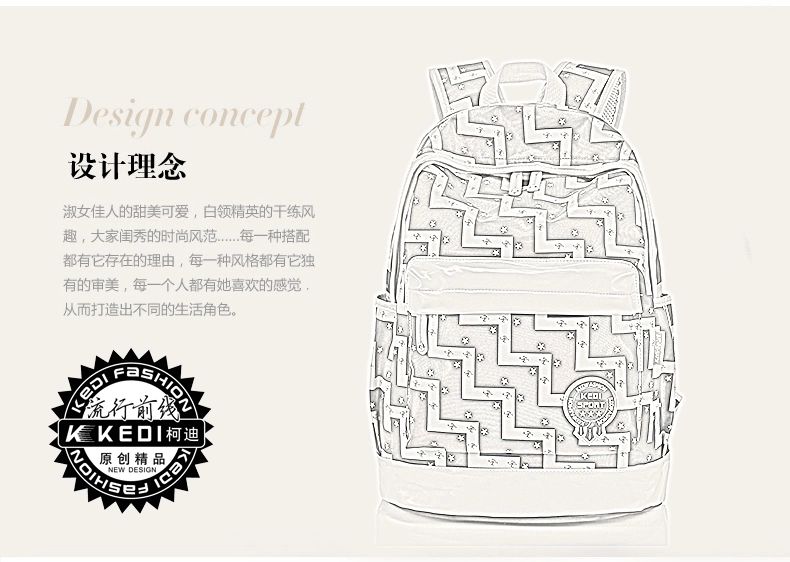 Design concept
设计理念
淑女佳人的甜美可爱，白领精英的干练风
趣，大家闺秀的时尚风范......每一种搭配
都有它存在的理由，每一种风格都有它独
有的审美，每一个人都有她喜欢的感觉.
从而打造出不同的生活角色。
KEDI FASHION
流行前线
KEDI 柯迪
原创精品
NEW DESIGN
KEDI FASHION
KEDI
SPORT